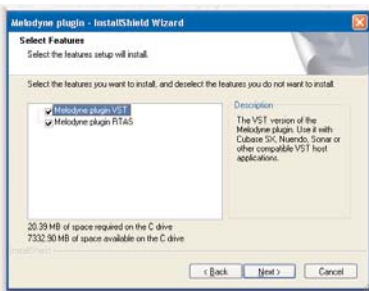 Melodyne plugin - InstallShield Wizard
Select Features
Select the features setup will install.
Select the features you want to install, and deselect the features you do not want to install.
Melodyne plugin VST
Melodyne plugin RTAS
Description
The VST version of the
Melodyne plugin. Use it with
Cubase SX, Nuendo, Sonar or
other compatible VST host
applications.
20.39 MB of space required on the C drive
7332.90 MB of space available on the C drive
InstallShield
< Back
Next >
Cancel